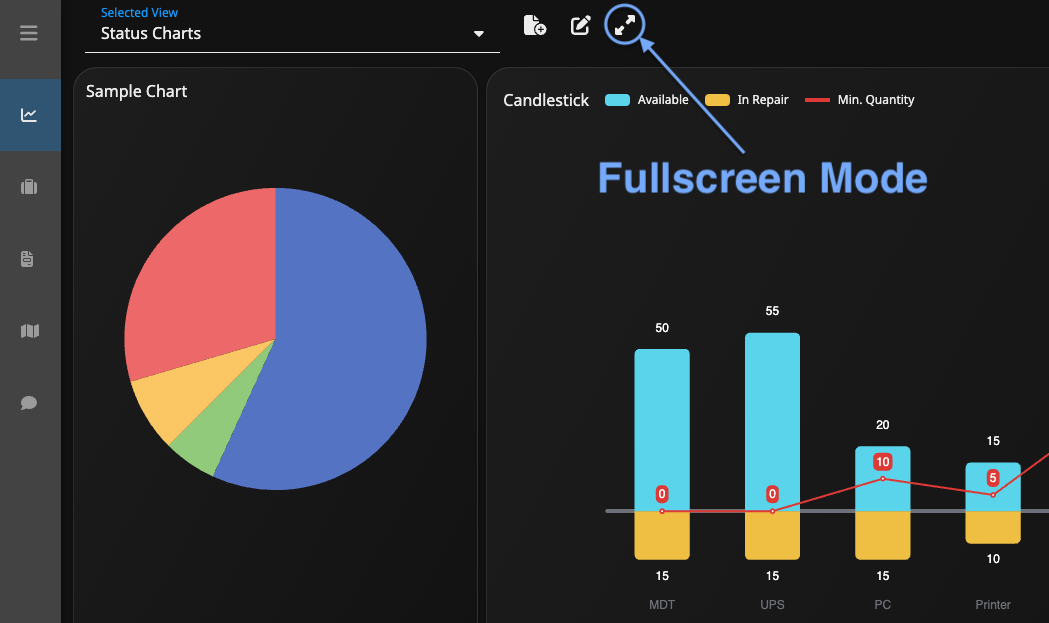 Selected View
Status Charts
Sample Chart
Candlestick Available In Repair Min. Quantity
Fullscreen Mode
50 55 20 15
0 0 10 5
15 15 15 10
MDT UPS PC Printer